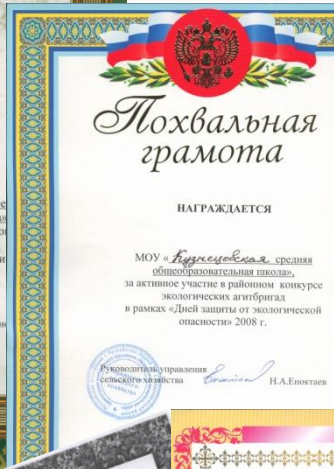 Похвальная
грамота
НАГРАЖДАЕТСЯ
МОУ « Кузнецовская средняя
общеобразовательная школа»,
за активное участие в районном конкурсе
экологических агитбригад
в рамках «Дней защиты от экологической
опасности» 2008 г.
Руководитель управления
сельского хозяйства Н.А.Еноктаев